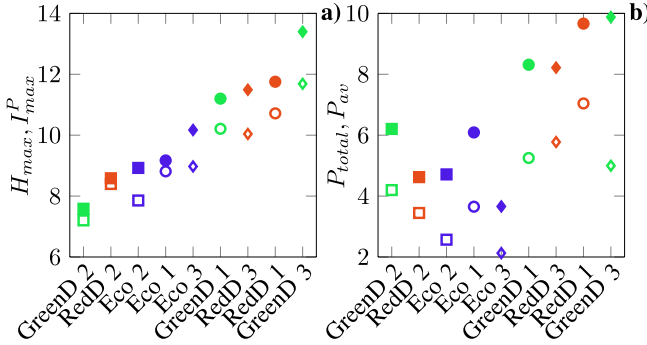 a)
H_max, I^P_max
14
12
10
8
6
GreenD 2
RedD 2
Eco 2
Eco 1
Eco 3
GreenD 1
RedD 3
RedD 1
GreenD 3
b)
P_total, P_av
10
8
6
4
2
GreenD 2
RedD 2
Eco 2
Eco 1
Eco 3
GreenD 1
RedD 3
RedD 1
GreenD 3